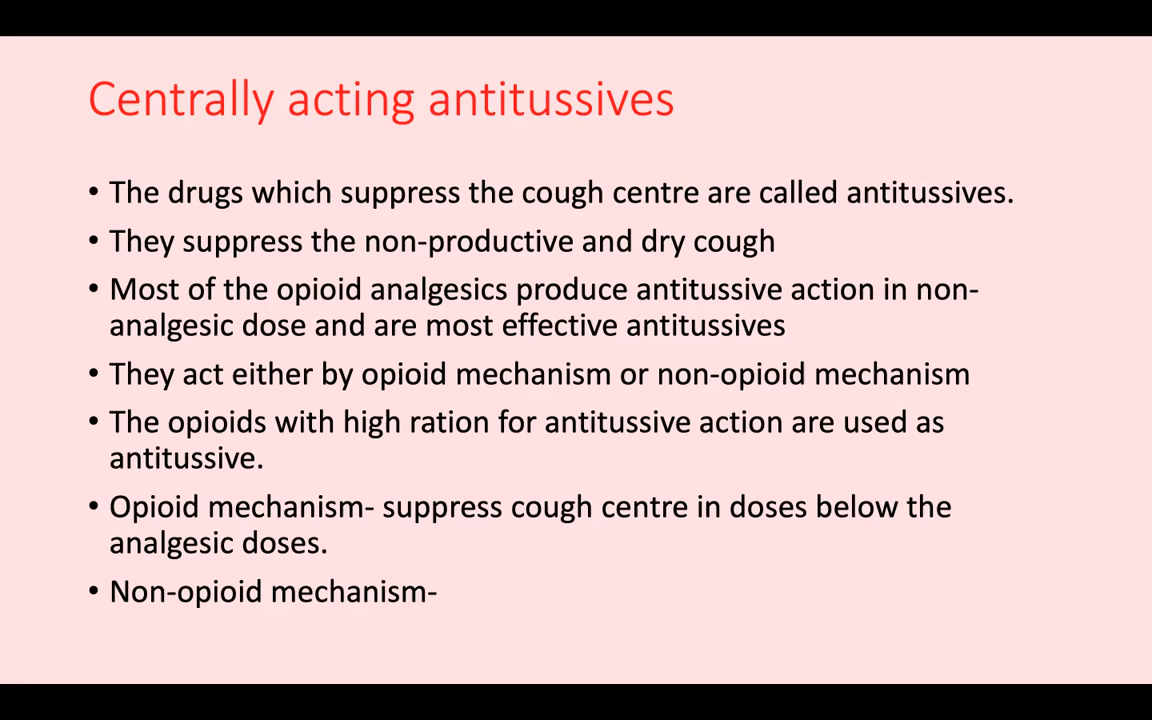 Centrally acting antitussives
• The drugs which suppress the cough centre are called antitussives.
• They suppress the non-productive and dry cough
• Most of the opioid analgesics produce antitussive action in non-
analgesic dose and are most effective antitussives
• They act either by opioid mechanism or non-opioid mechanism
• The opioids with high ration for antitussive action are used as
antitussive.
• Opioid mechanism- suppress cough centre in doses below the
analgesic doses.
• Non-opioid mechanism-